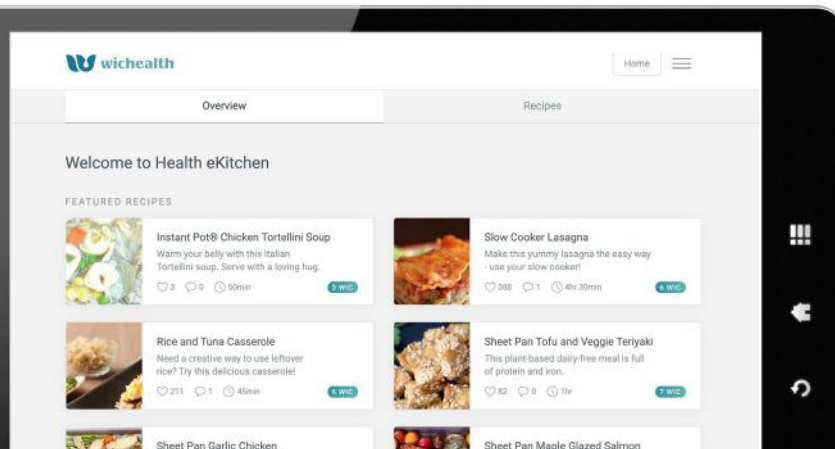 wichealth
Home
Overview
Recipes
Welcome to Health eKitchen
FEATURED RECIPES
Instant Pot® Chicken Tortellini Soup
Warm your belly with this Italian
Tortellini soup. Serve with a loving hug.
3 0 50min
5 WIC
Slow Cooker Lasagna
Make this yummy lasagna the easy way
- use your slow cooker!
388 1 4hr 30min
6 WIC
Rice and Tuna Casserole
Need a creative way to use leftover
rice? Try this delicious casserole!
211 1 45min
6 WIC
Sheet Pan Tofu and Veggie Teriyaki
This plant-based dairy-free meal is full
of protein and iron.
82 0 1hr
7 WIC
Sheet Pan Garlic Chicken
Sheet Pan Maple Glazed Salmon